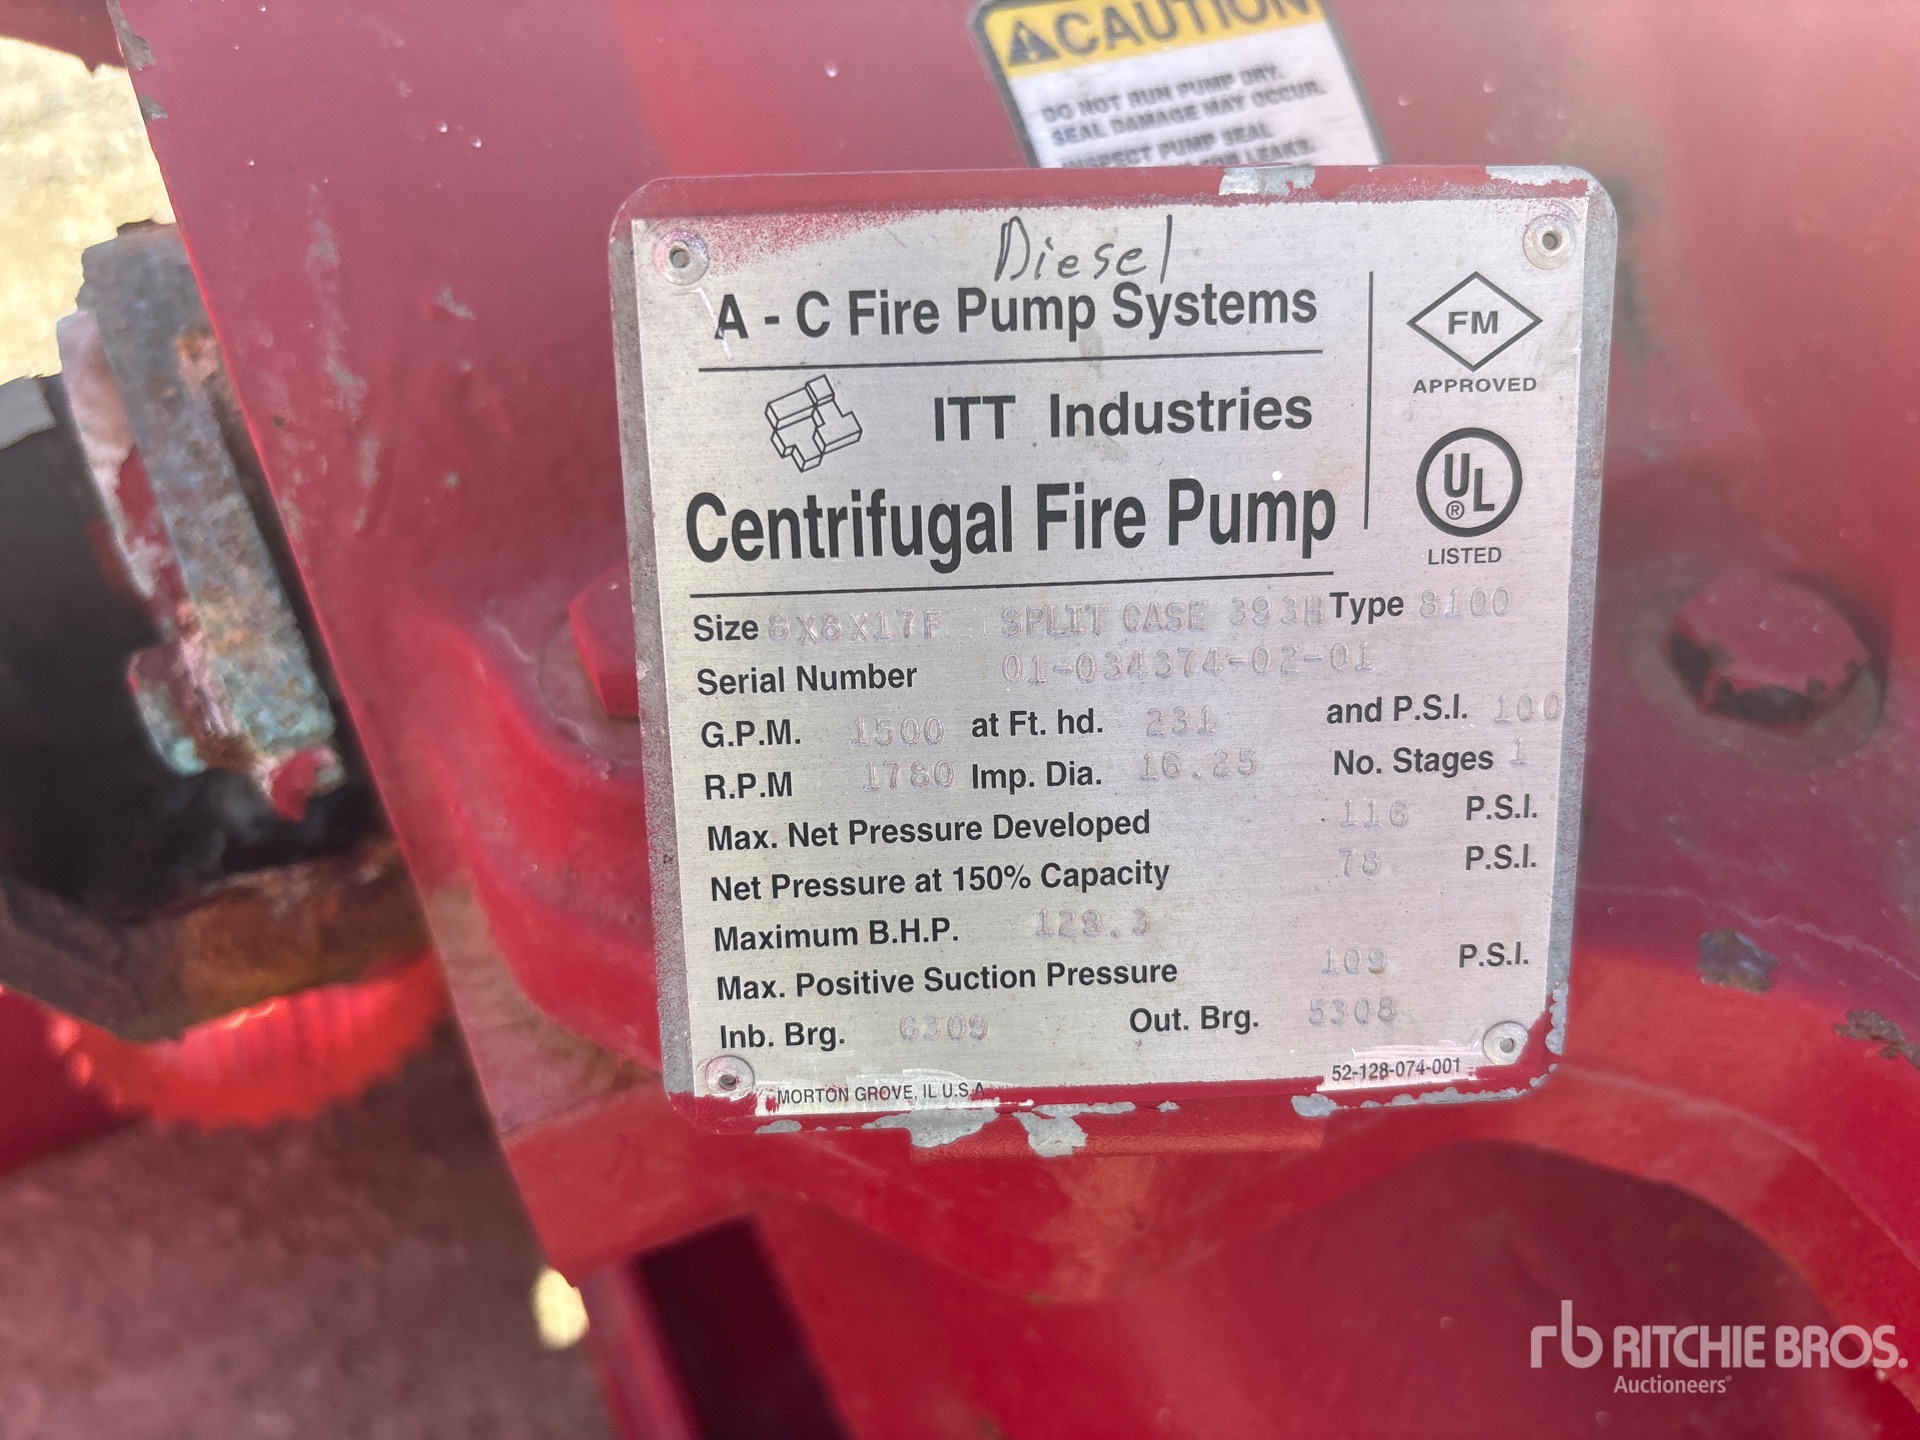 CAUTION
DO NOT RUN PUMP DRY.
SEAL DAMAGE MAY OCCUR.
INSPECT PUMP SEAL
FOR LEAKS.
Diesel
A - C Fire Pump Systems
FM
APPROVED
ITT Industries
UL
®
LISTED
Centrifugal Fire Pump
Size 8X8X17F SPLIT CASE 393H Type 8100
Serial Number 01-034374-02-01
G.P.M. 1500 at Ft. hd. 231 and P.S.I. 100
R.P.M 1780 Imp. Dia. 16.25 No. Stages 1
Max. Net Pressure Developed 116 P.S.I.
Net Pressure at 150% Capacity 78 P.S.I.
Maximum B.H.P. 129.3
Max. Positive Suction Pressure 109 P.S.I.
Inb. Brg. 6309 Out. Brg. 5308
MORTON GROVE, IL U.S.A
52-128-074-001
rb RITCHIE BROS.
Auctioneers